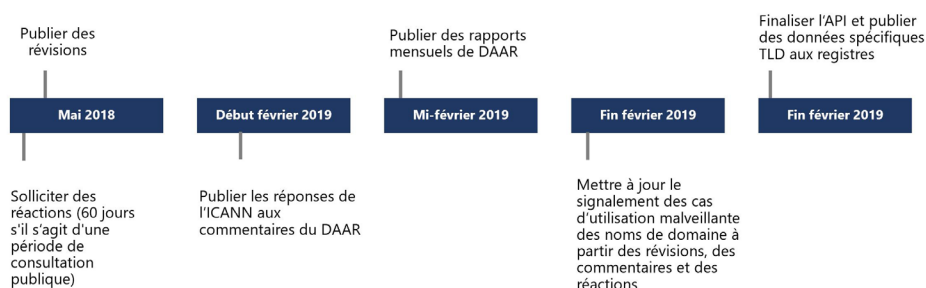 Publier des
révisions
Mai 2018
Solliciter des
réactions (60 jours
s'il s’agit d'une
période de
consultation
publique)
Début février 2019
Publier les réponses de
l’ICANN aux
commentaires du DAAR
Publier des rapports
mensuels de DAAR
Mi-février 2019
Fin février 2019
Mettre à jour le
signalement des cas
d’utilisation malveillante
des noms de domaine à
partir des révisions, des
commentaires et des
réactions
Finaliser l’API et publier
des données spécifiques
TLD aux registres
Fin février 2019